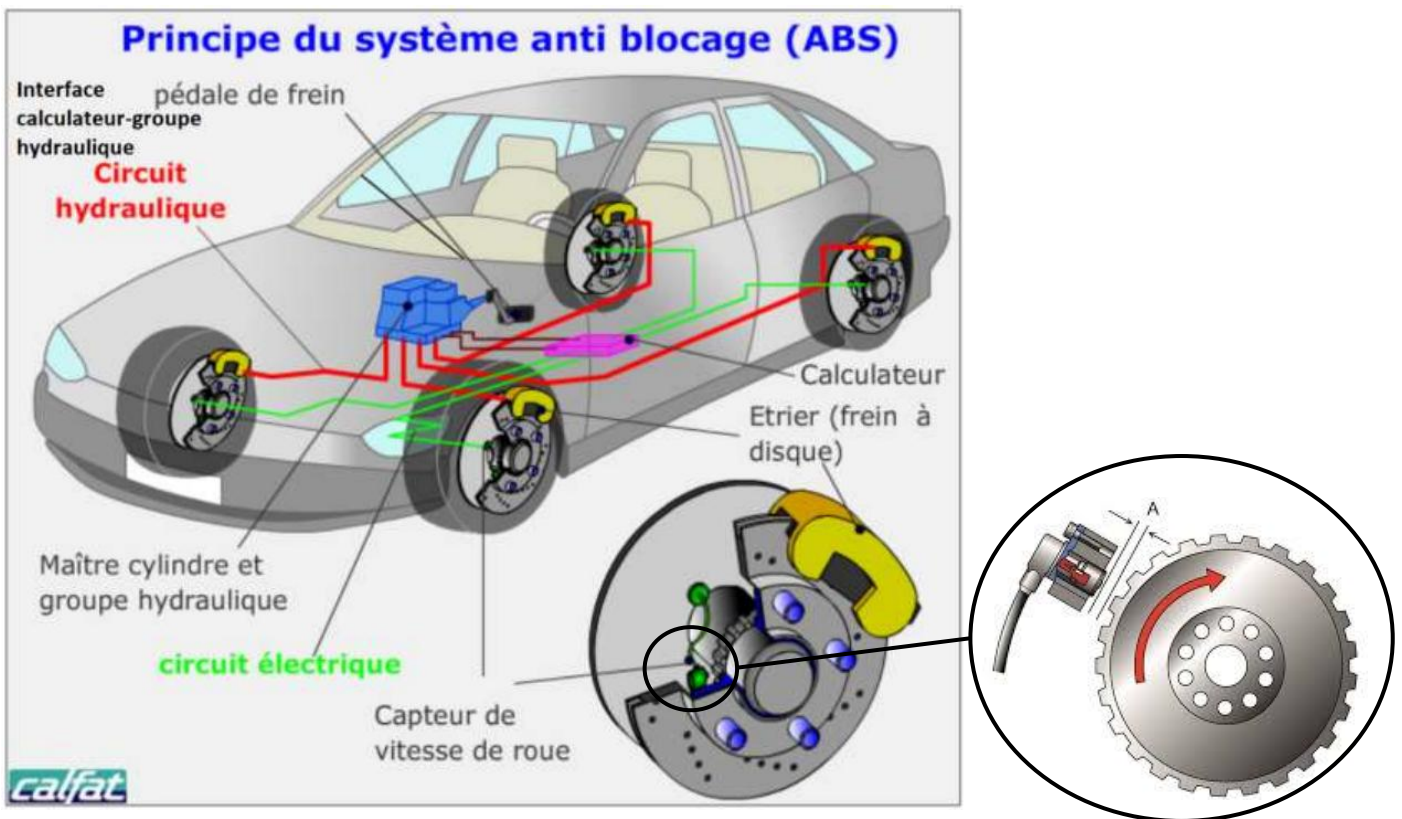 Principe du système anti blocage (ABS)
Interface
calculateur-groupe
hydraulique
pédale de frein
Circuit
hydraulique
Calculateur
Etrier (frein à
disque)
Maître cylindre et
groupe hydraulique
circuit électrique
Capteur de
vitesse de roue
A
calfat